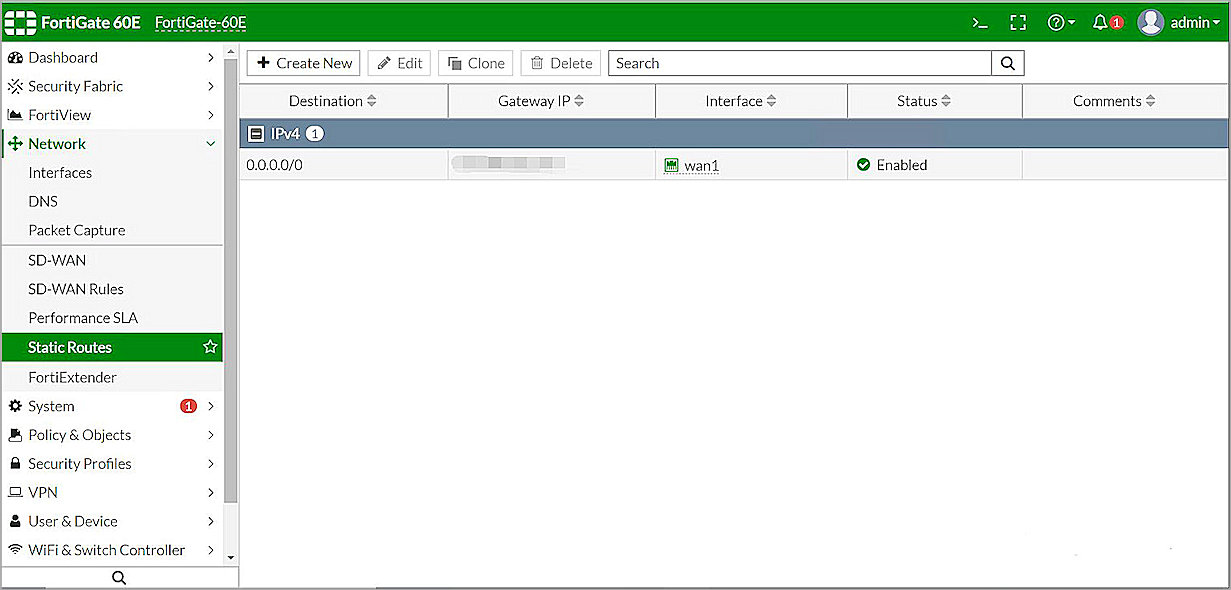 FortiGate 60E FortiGate-60E >_ 1 admin
Dashboard
Security Fabric
FortiView
Network
Interfaces
DNS
Packet Capture
SD-WAN
SD-WAN Rules
Performance SLA
Static Routes
FortiExtender
System 1
Policy & Objects
Security Profiles
VPN
User & Device
WiFi & Switch Controller
+ Create New Edit Clone Delete Search
Destination Gateway IP Interface Status Comments
IPv4 1
0.0.0.0/0 wan1 Enabled